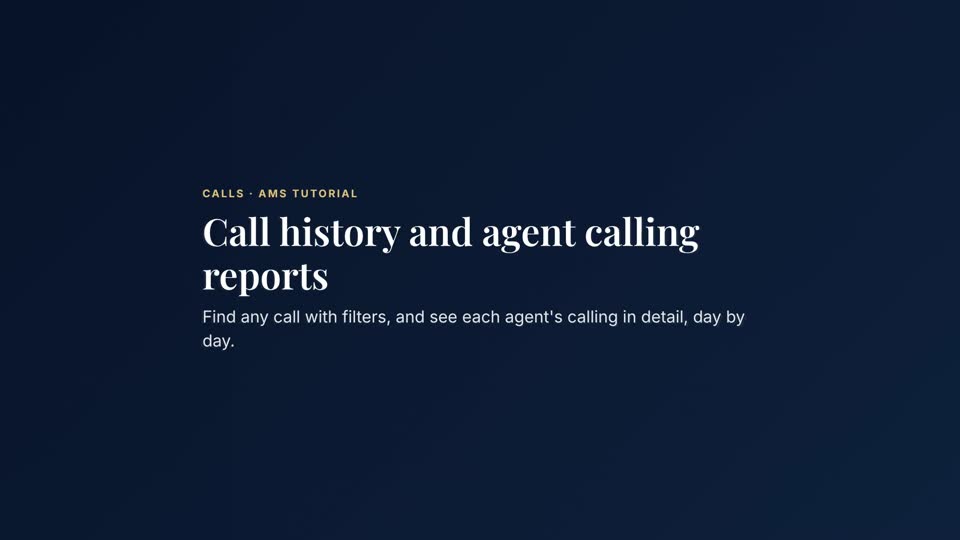 CALLS · AMS TUTORIAL
Call history and agent calling
reports
Find any call with filters, and see each agent's calling in detail, day by
day.